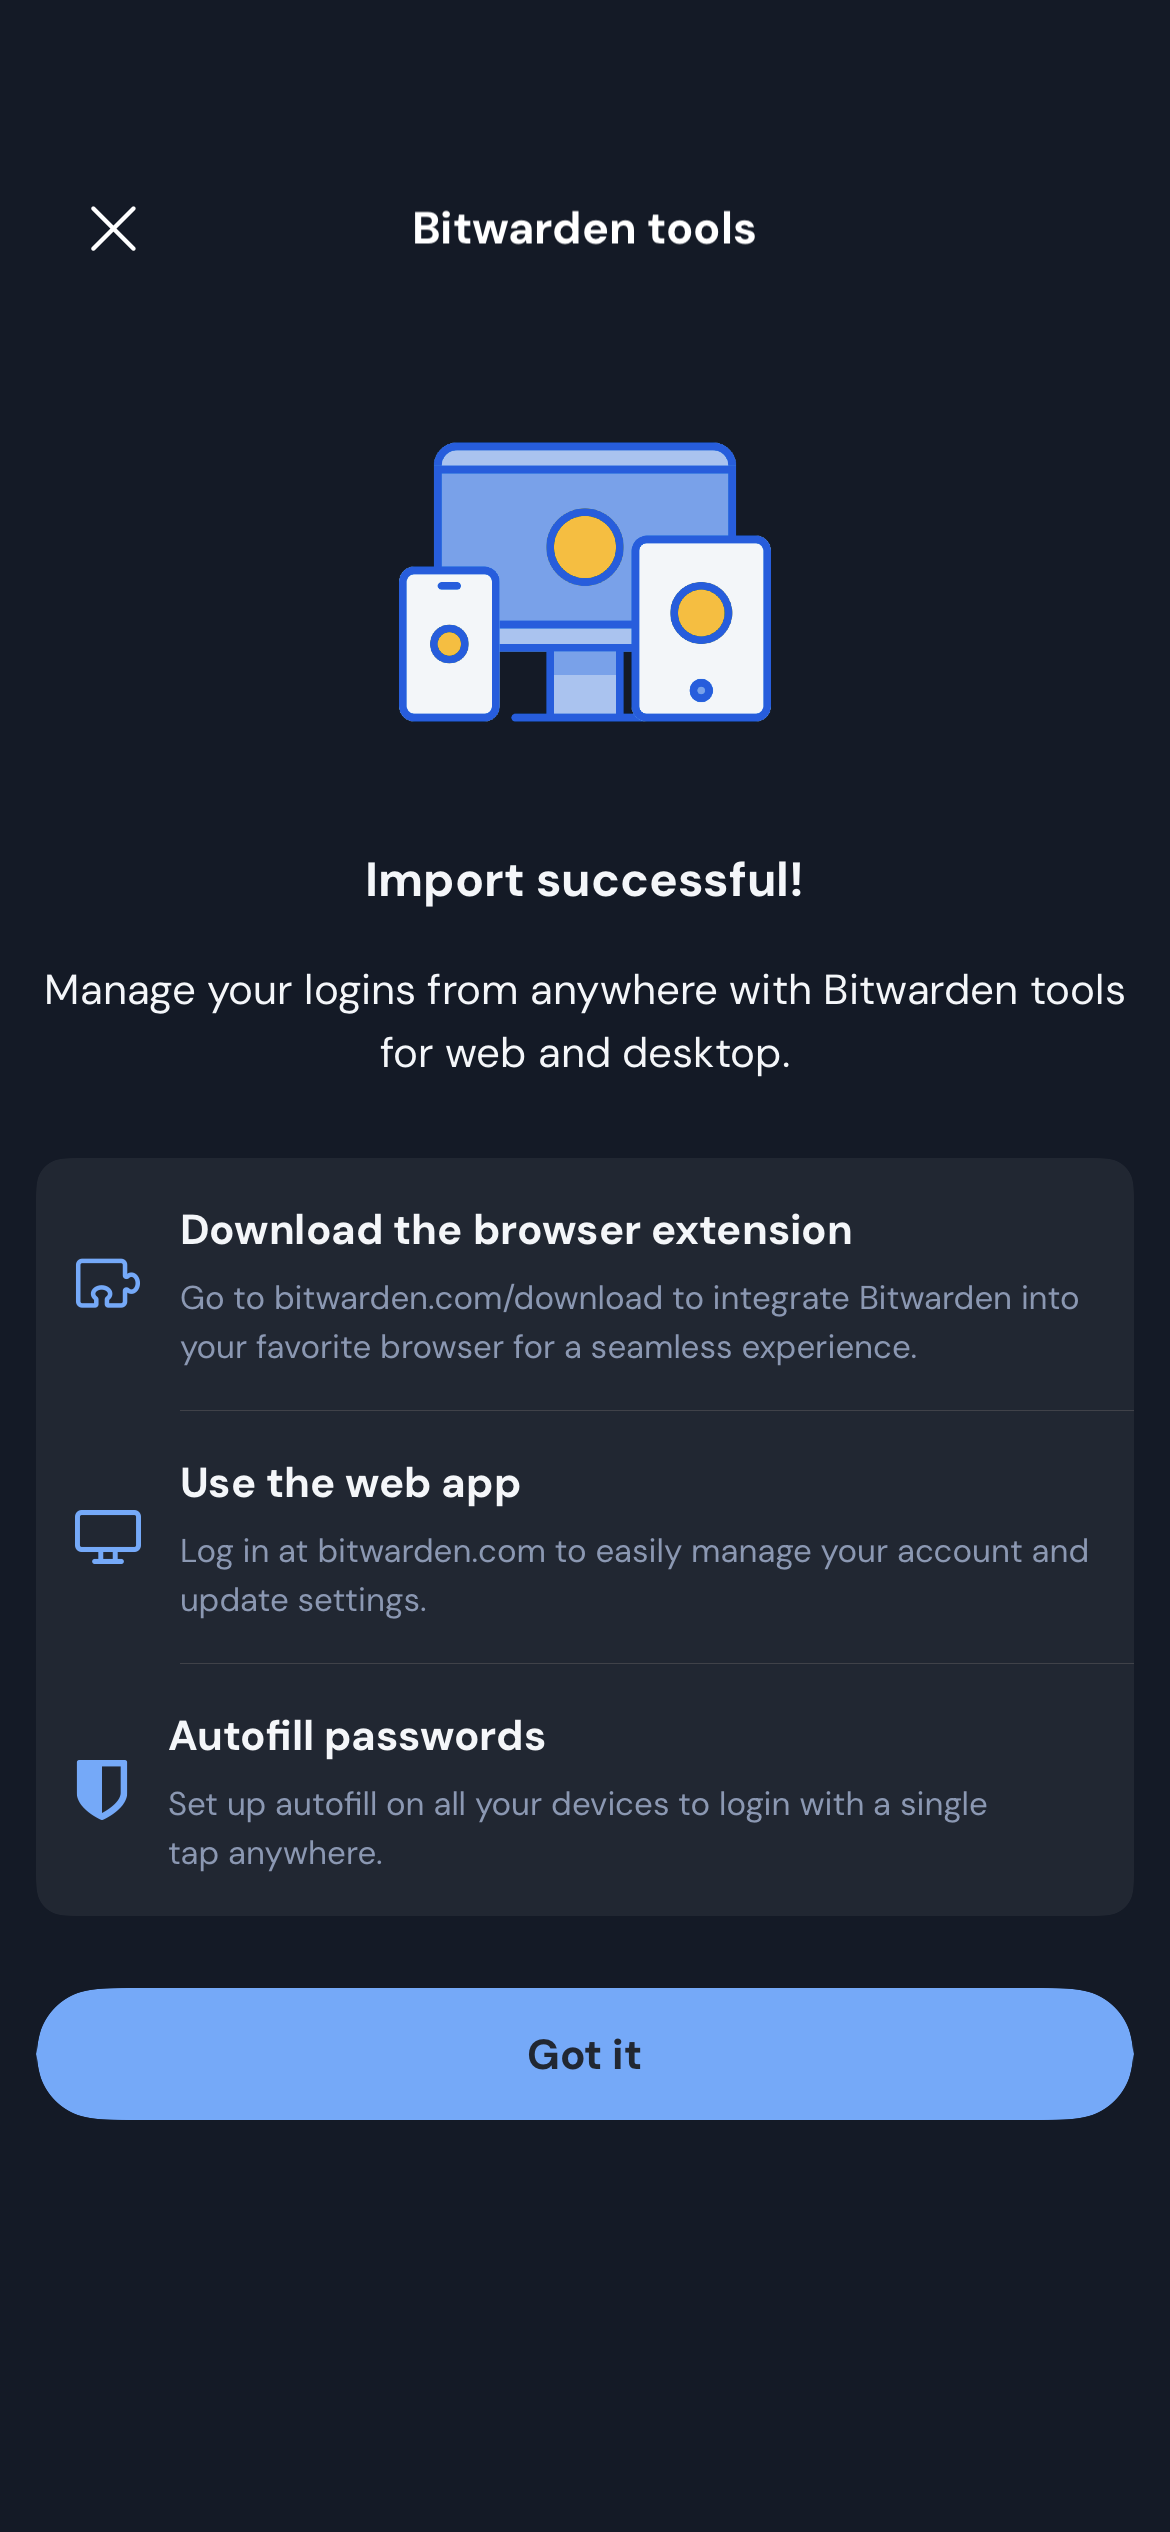 Bitwarden tools
Import successful!
Manage your logins from anywhere with Bitwarden tools
for web and desktop.
Download the browser extension
Go to bitwarden.com/download to integrate Bitwarden into
your favorite browser for a seamless experience.
Use the web app
Log in at bitwarden.com to easily manage your account and
update settings.
Autofill passwords
Set up autofill on all your devices to login with a single
tap anywhere.
Got it